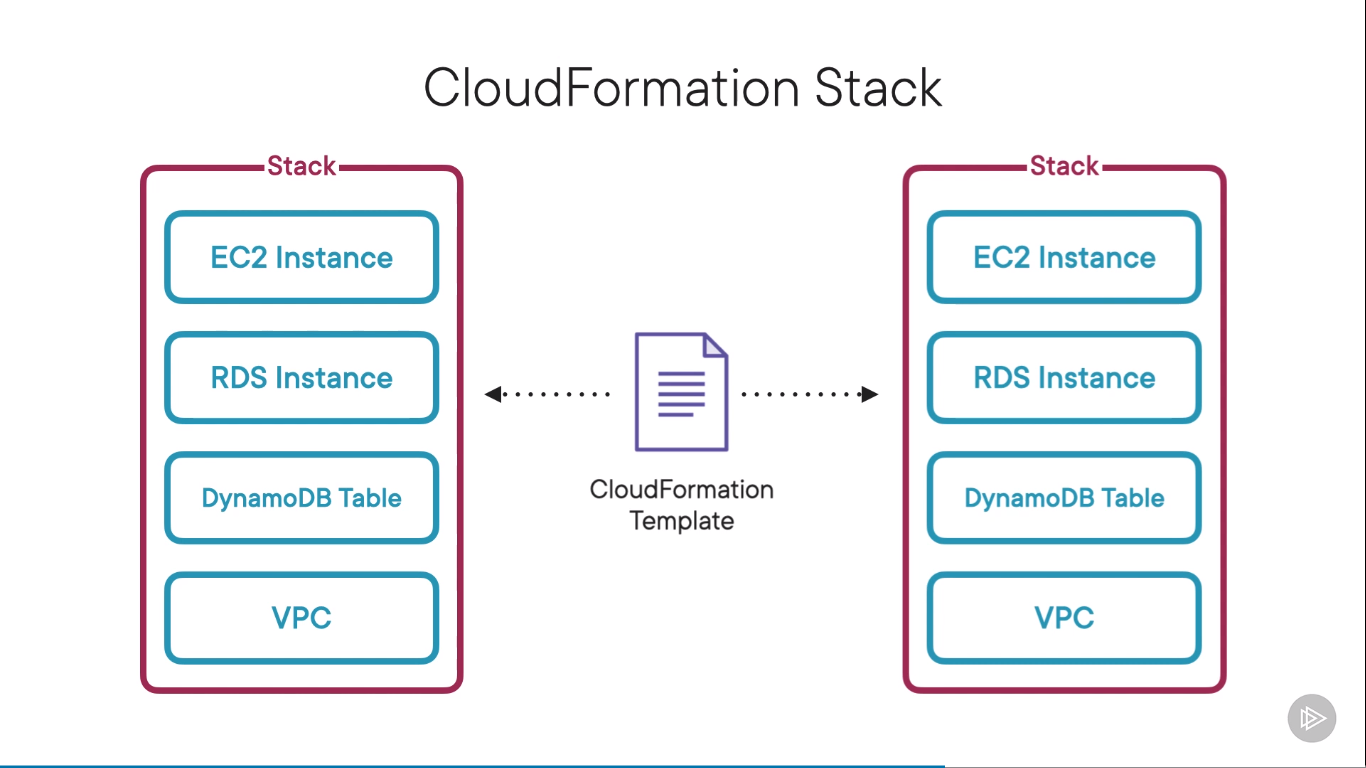 CloudFormation Stack
Stack
EC2 Instance
RDS Instance
DynamoDB Table
VPC
CloudFormation
Template
Stack
EC2 Instance
RDS Instance
DynamoDB Table
VPC